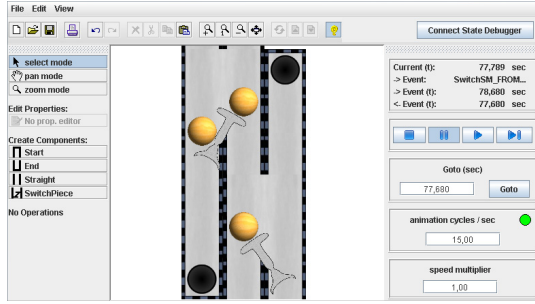 File Edit View
Connect State Debugger
select mode
pan mode
zoom mode
Edit Properties:
No prop. editor
Create Components:
Start
End
Straight
SwitchPiece
No Operations
Current (t): 77,709 sec
-> Event: SwitchSM_FROM...
-> Event (t): 78,680 sec
<- Event (t): 77,680 sec
Goto (sec)
77,680 Goto
animation cycles / sec
15,00
speed multiplier
1,00